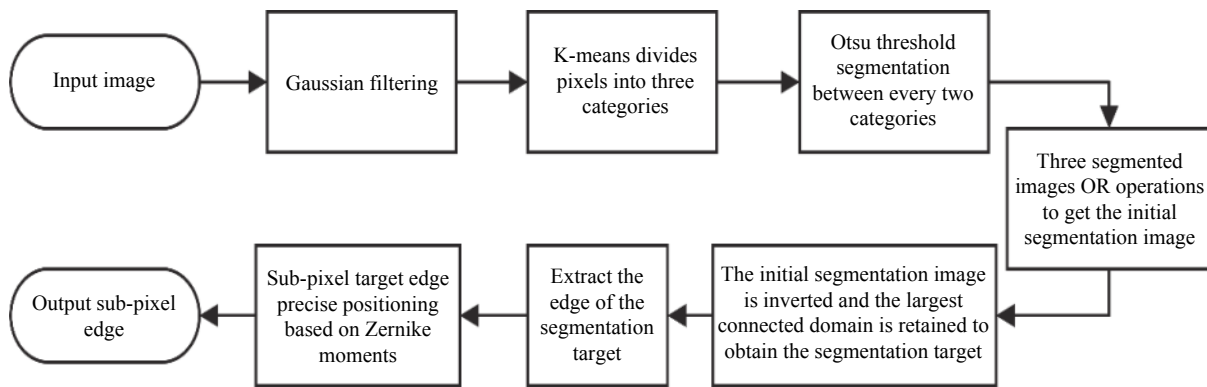 Input image
Gaussian filtering
K-means divides
pixels into three
categories
Otsu threshold
segmentation
between every two
categories
Three segmented
images OR operations
to get the initial
segmentation image
The initial segmentation image
is inverted and the largest
connected domain is retained to
obtain the segmentation target
Extract the
edge of the
segmentation
target
Sub-pixel target edge
precise positioning
based on Zernike
moments
Output sub-pixel
edge